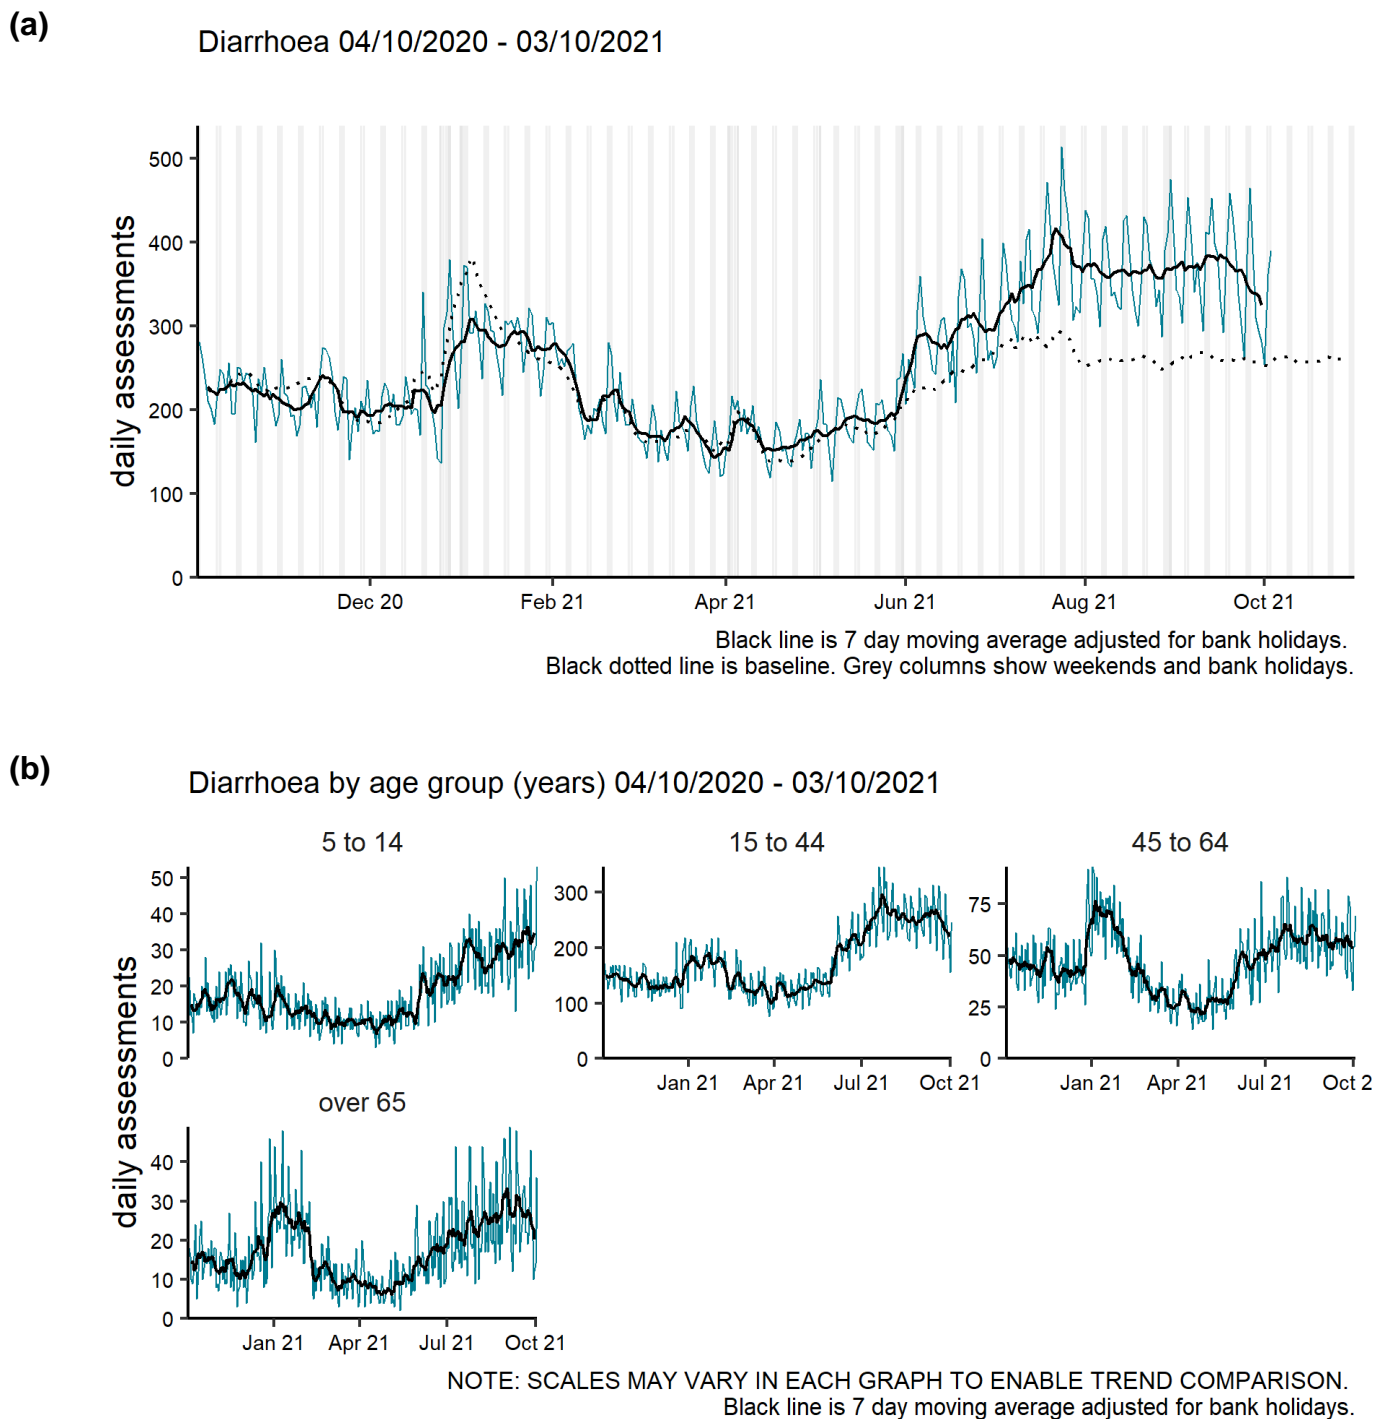 (a)
Diarrhoea 04/10/2020 - 03/10/2021
daily assessments
500
400
300
200
100
0
Dec 20 Feb 21 Apr 21 Jun 21 Aug 21 Oct 21
Black line is 7 day moving average adjusted for bank holidays.
Black dotted line is baseline. Grey columns show weekends and bank holidays.
(b)
Diarrhoea by age group (years) 04/10/2020 - 03/10/2021
daily assessments
5 to 14
50
40
30
20
10
0
15 to 44
300
200
100
0
Jan 21 Apr 21 Jul 21 Oct 21
45 to 64
75
50
25
0
Jan 21 Apr 21 Jul 21 Oct 2
over 65
40
30
20
10
0
Jan 21 Apr 21 Jul 21 Oct 21
NOTE: SCALES MAY VARY IN EACH GRAPH TO ENABLE TREND COMPARISON.
Black line is 7 day moving average adjusted for bank holidays.